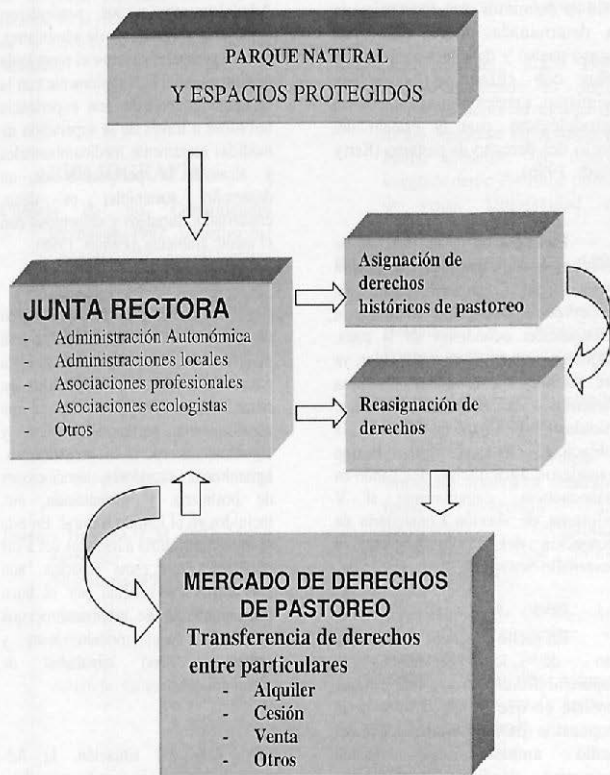 PARQUE NATURAL
Y ESPACIOS PROTEGIDOS
Asignación de
derechos
históricos de pastoreo
JUNTA RECTORA
- Administración Autonómica
- Administraciones locales
- Asociaciones profesionales
- Asociaciones ecologistas
- Otros
Reasignación de
derechos
MERCADO DE DERECHOS
DE PASTOREO
Transferencia de derechos
entre particulares
- Alquiler
- Cesión
- Venta
- Otros